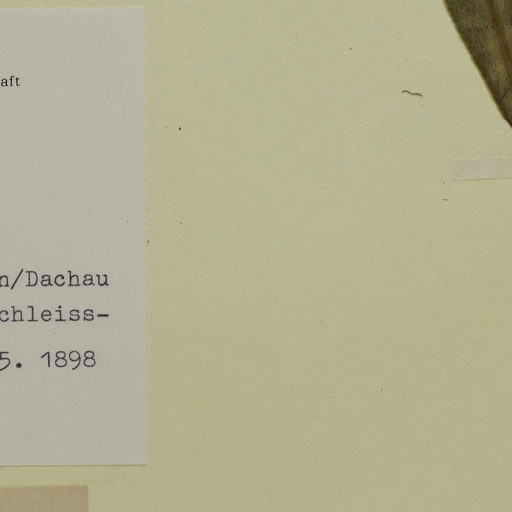 aft
n/Dachau
chleiss-
5. 1898